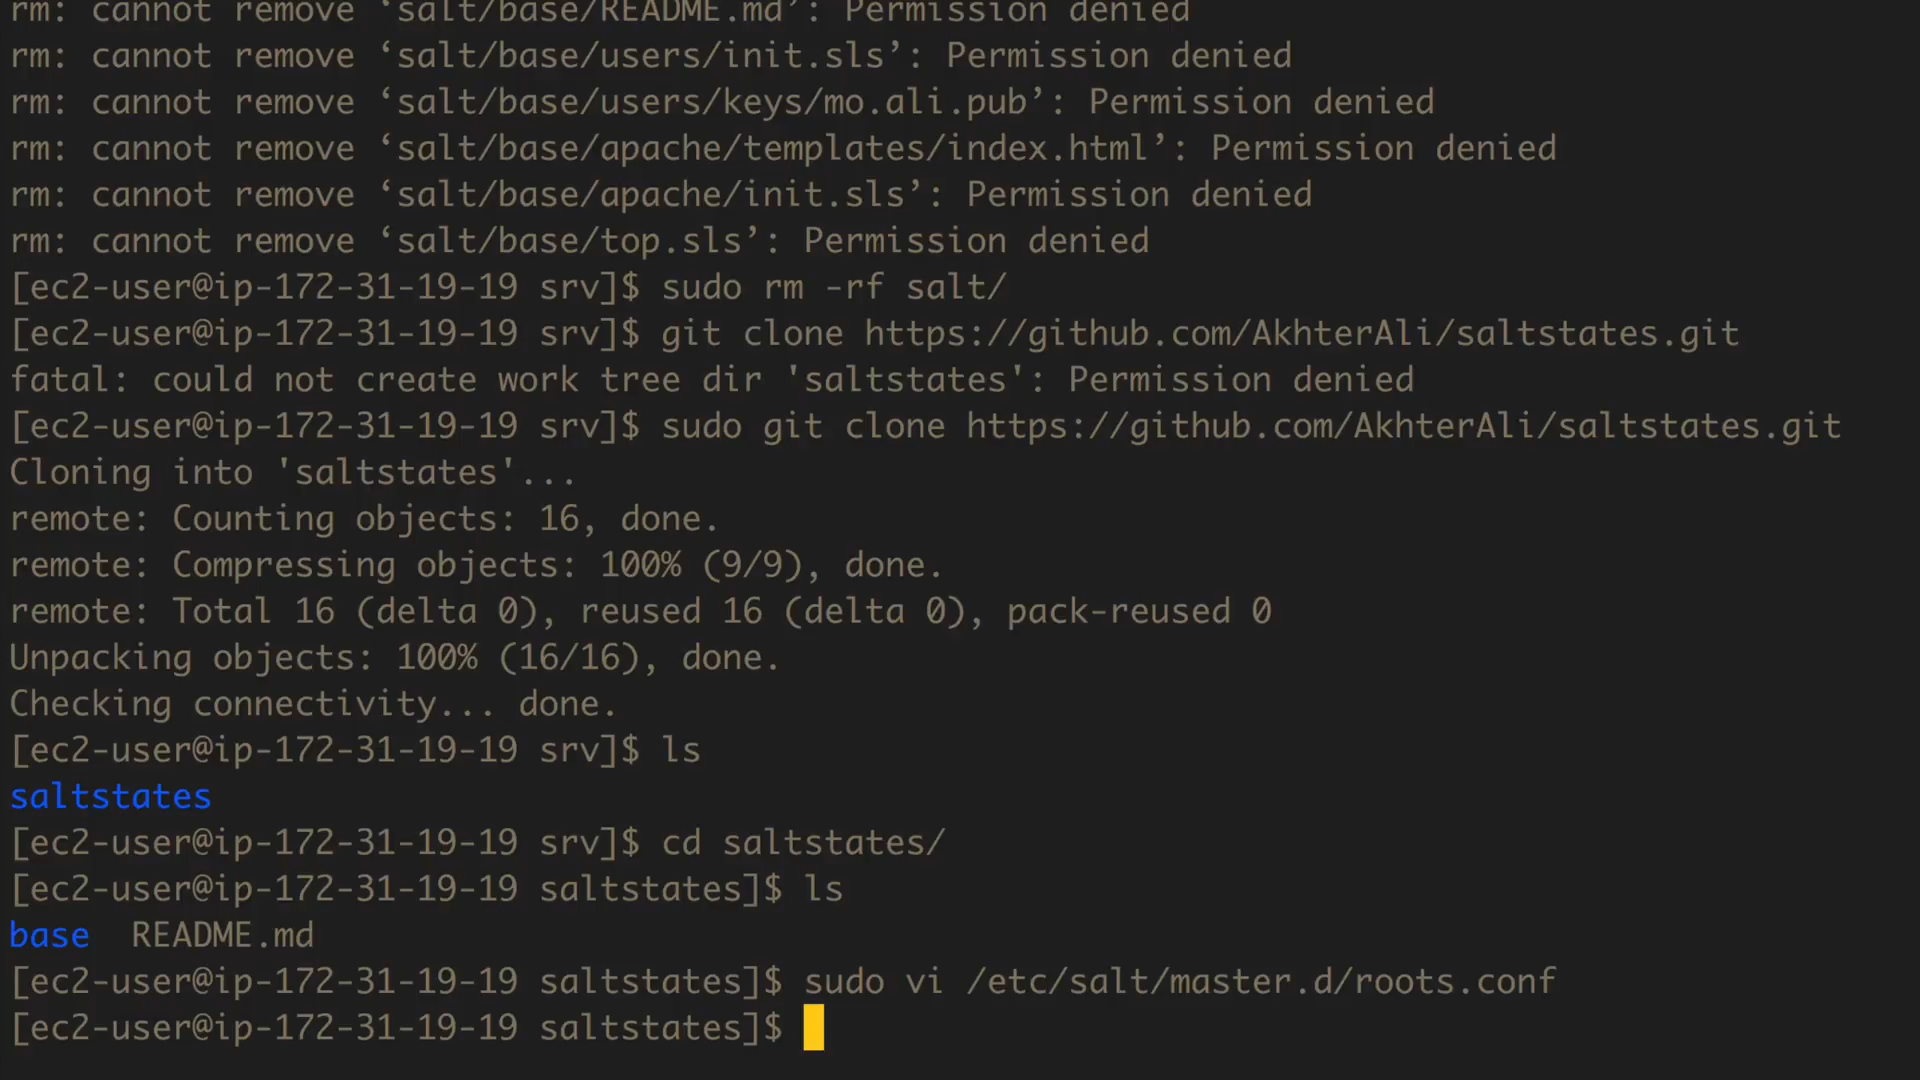 rm: cannot remove ‘salt/base/README.md’: Permission denied
rm: cannot remove ‘salt/base/users/init.sls’: Permission denied
rm: cannot remove ‘salt/base/users/keys/mo.ali.pub’: Permission denied
rm: cannot remove ‘salt/base/apache/templates/index.html’: Permission denied
rm: cannot remove ‘salt/base/apache/init.sls’: Permission denied
rm: cannot remove ‘salt/base/top.sls’: Permission denied
[ec2-user@ip-172-31-19-19 srv]$ sudo rm -rf salt/
[ec2-user@ip-172-31-19-19 srv]$ git clone https://github.com/AkhterAli/saltstates.git
fatal: could not create work tree dir 'saltstates': Permission denied
[ec2-user@ip-172-31-19-19 srv]$ sudo git clone https://github.com/AkhterAli/saltstates.git
Cloning into 'saltstates'...
remote: Counting objects: 16, done.
remote: Compressing objects: 100% (9/9), done.
remote: Total 16 (delta 0), reused 16 (delta 0), pack-reused 0
Unpacking objects: 100% (16/16), done.
Checking connectivity... done.
[ec2-user@ip-172-31-19-19 srv]$ ls
saltstates
[ec2-user@ip-172-31-19-19 srv]$ cd saltstates/
[ec2-user@ip-172-31-19-19 saltstates]$ ls
base  README.md
[ec2-user@ip-172-31-19-19 saltstates]$ sudo vi /etc/salt/master.d/roots.conf
[ec2-user@ip-172-31-19-19 saltstates]$